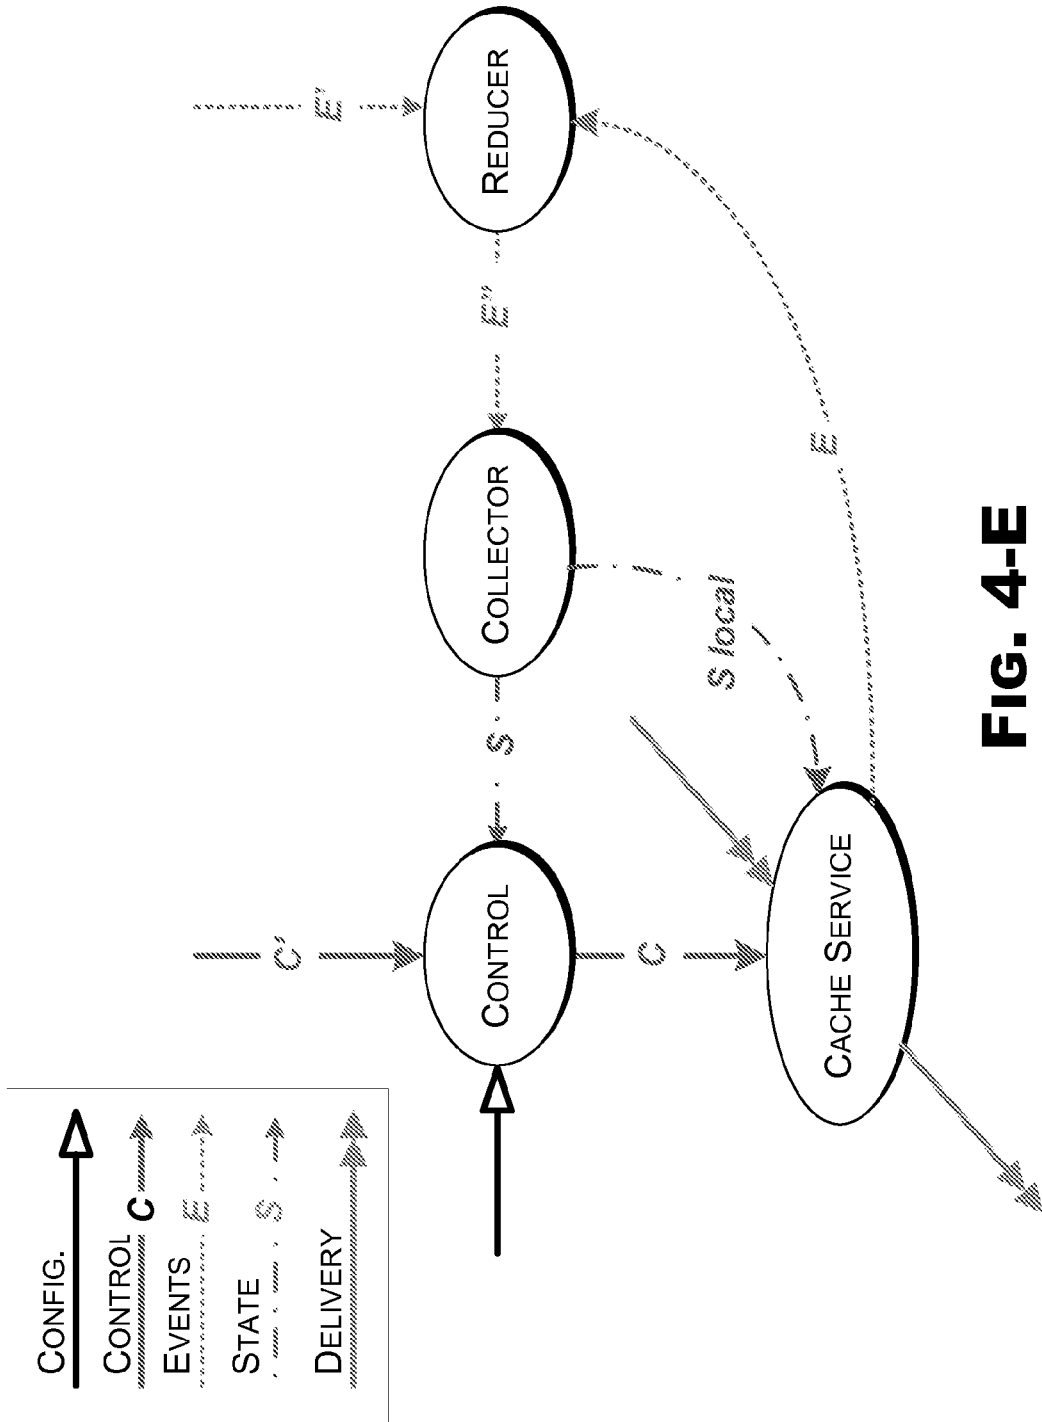 CONFIG.
CONTROL C
EVENTS E
STATE S
DELIVERY
C'
CONTROL
C
CACHE SERVICE
S
S local
COLLECTOR
E
E"
REDUCER
E'
FIG. 4-E